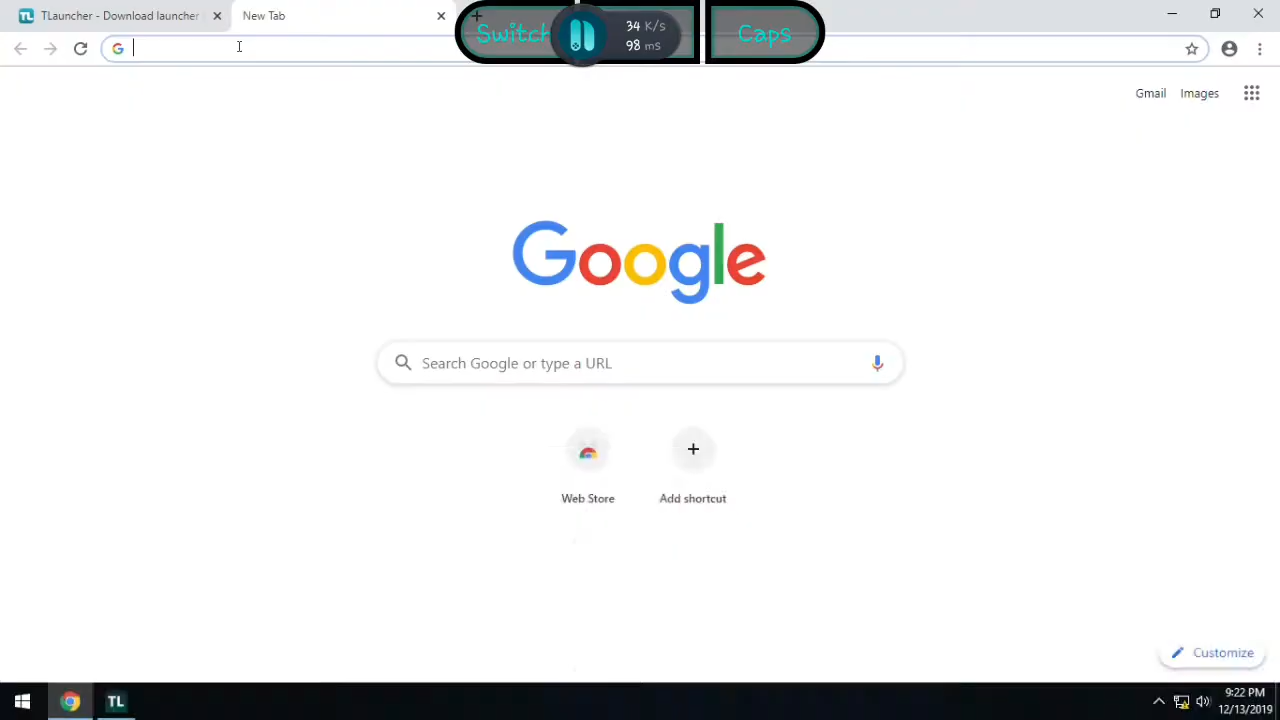 TLauncher - Download launcher
New Tab
Switch
34 K/s
98 ms
Caps
Gmail
Images
Google
Search Google or type a URL
Web Store
Add shortcut
Customize
TL
9:22 PM
12/13/2019